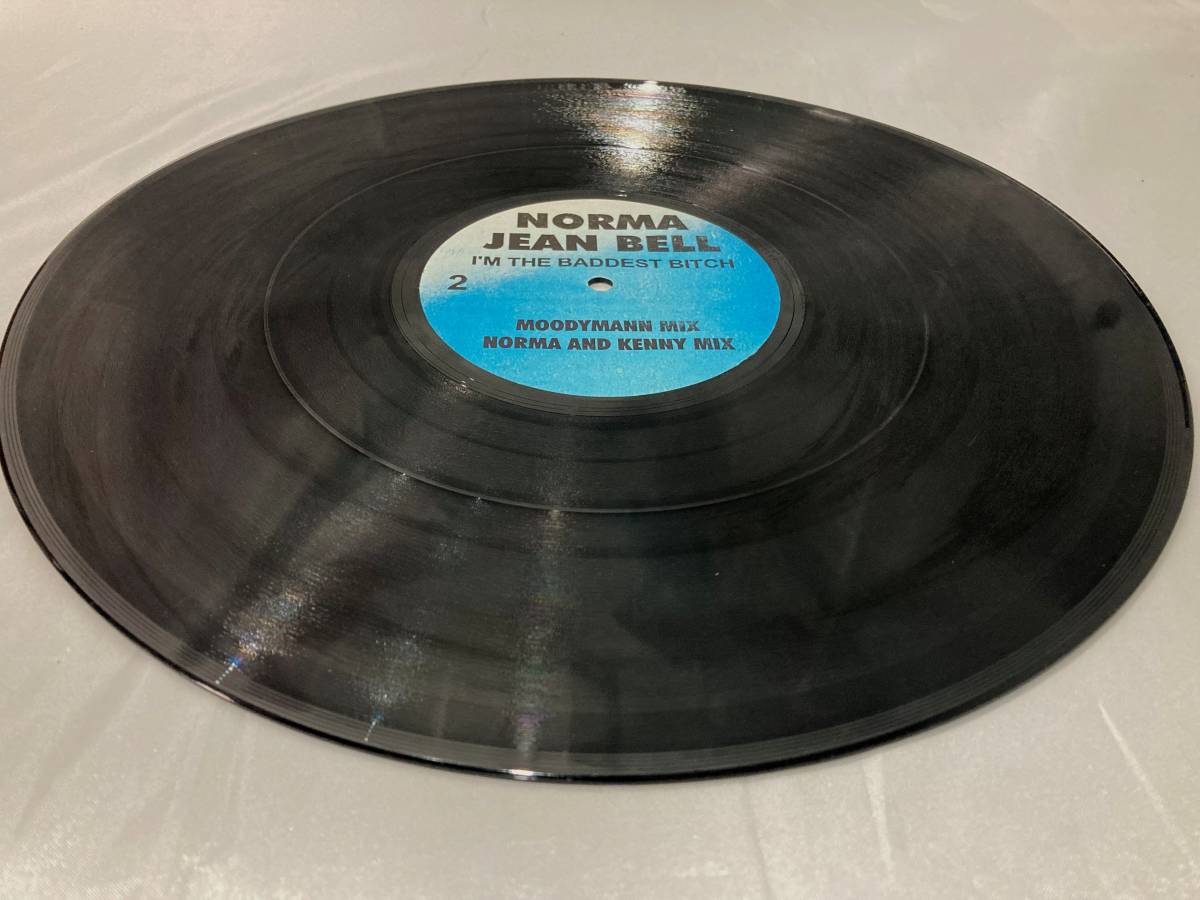 NORMA
JEAN BELL
I'M THE BADDEST BITCH
2
MOODYMANN MIX
NORMA AND KENNY MIX